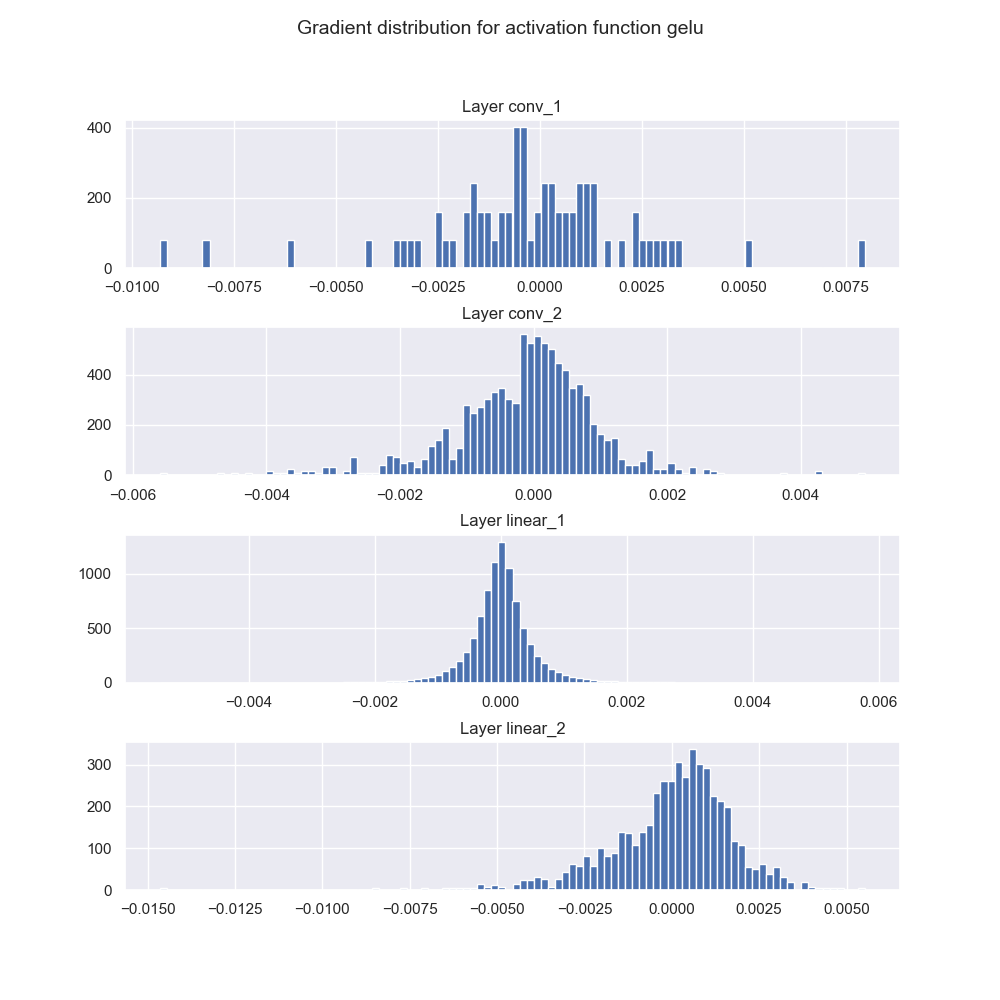 Gradient distribution for activation function gelu
Layer conv_1
400
200
0
−0.0100 −0.0075 −0.0050 −0.0025 0.0000 0.0025 0.0050 0.0075
Layer conv_2
400
200
0
−0.006 −0.004 −0.002 0.000 0.002 0.004
Layer linear_1
1000
500
0
−0.004 −0.002 0.000 0.002 0.004 0.006
Layer linear_2
300
200
100
0
−0.0150 −0.0125 −0.0100 −0.0075 −0.0050 −0.0025 0.0000 0.0025 0.0050